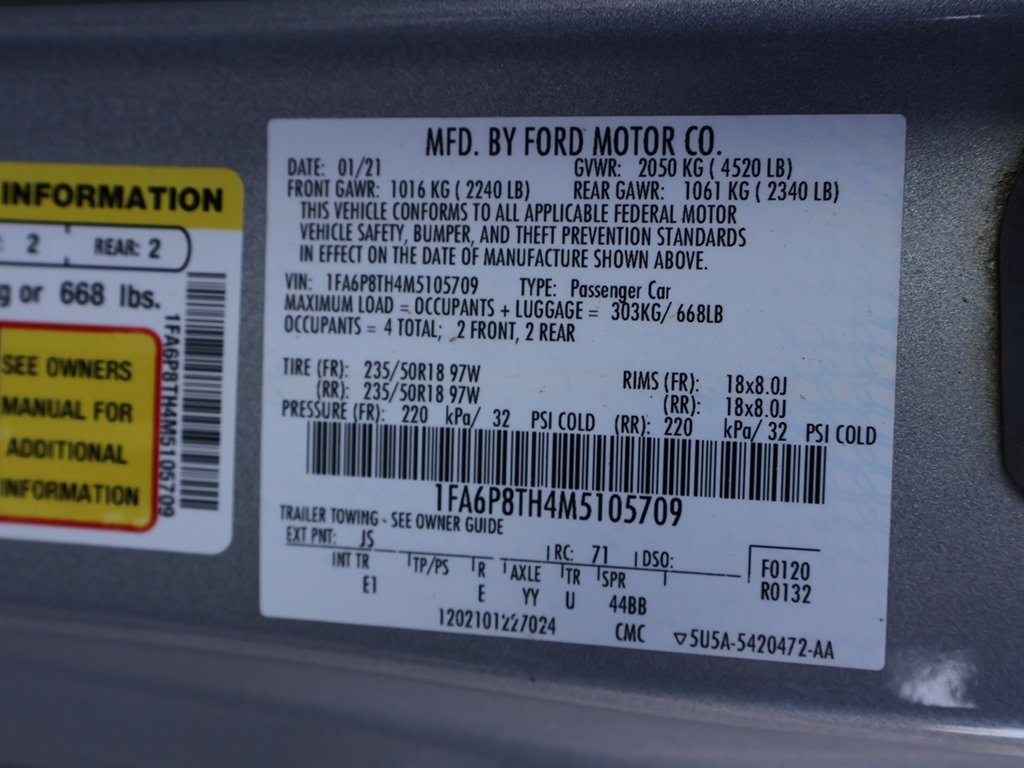 INFORMATION
2 REAR: 2
g or 668 lbs.
SEE OWNERS
MANUAL FOR
ADDITIONAL
INFORMATION
1FA6P8TH4M5105709
MFD. BY FORD MOTOR CO.
DATE: 01/21 GVWR: 2050 KG ( 4520 LB)
FRONT GAWR: 1016 KG ( 2240 LB) REAR GAWR: 1061 KG ( 2340 LB)
THIS VEHICLE CONFORMS TO ALL APPLICABLE FEDERAL MOTOR
VEHICLE SAFETY, BUMPER, AND THEFT PREVENTION STANDARDS
IN EFFECT ON THE DATE OF MANUFACTURE SHOWN ABOVE.
VIN: 1FA6P8TH4M5105709 TYPE: Passenger Car
MAXIMUM LOAD = OCCUPANTS + LUGGAGE = 303KG/ 668LB
OCCUPANTS = 4 TOTAL; 2 FRONT, 2 REAR
TIRE (FR): 235/50R18 97W RIMS (FR): 18x8.0J
(RR): 235/50R18 97W (RR): 18x8.0J
PRESSURE (FR): 220 kPa/ 32 PSI COLD (RR): 220 kPa/ 32 PSI COLD
1FA6P8TH4M5105709
TRAILER TOWING - SEE OWNER GUIDE
EXT PNT: JS RC: 71 DSO:
INT TR TP/PS R AXLE TR SPR F0120
E1 E YY U 44BB R0132
1202101227024 CMC ▽5U5A-5420472-AA